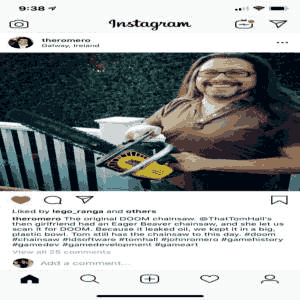 9:38
Instagram
theromero
Galway, Ireland
Liked by lego_ranga and others
theromero The original DOOM chainsaw. @ThatTomHall's
then girlfriend had an Eager Beaver chainsaw, and she let us
scan it for DOOM. Because it leaked oil, we kept it in a big,
plastic bowl. Tom still has the chainsaw to this day. #doom
#chainsaw #idsoftware #tomhall #johnromero #gamehistory
#gamedev #gamedevelopment #gameart
View all 25 comments
Add a comment...